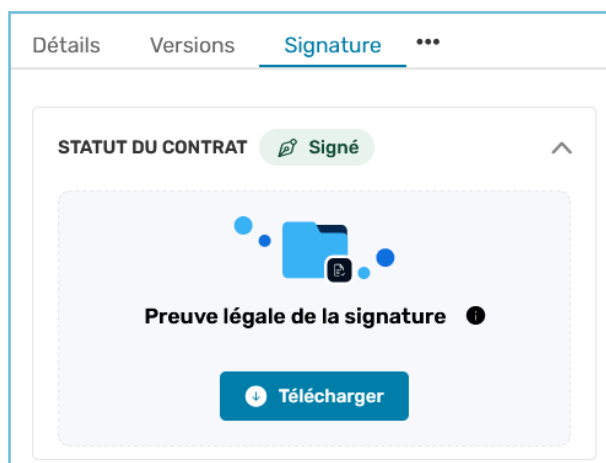 Détails Versions Signature •••
STATUT DU CONTRAT Signé
Preuve légale de la signature
Télécharger